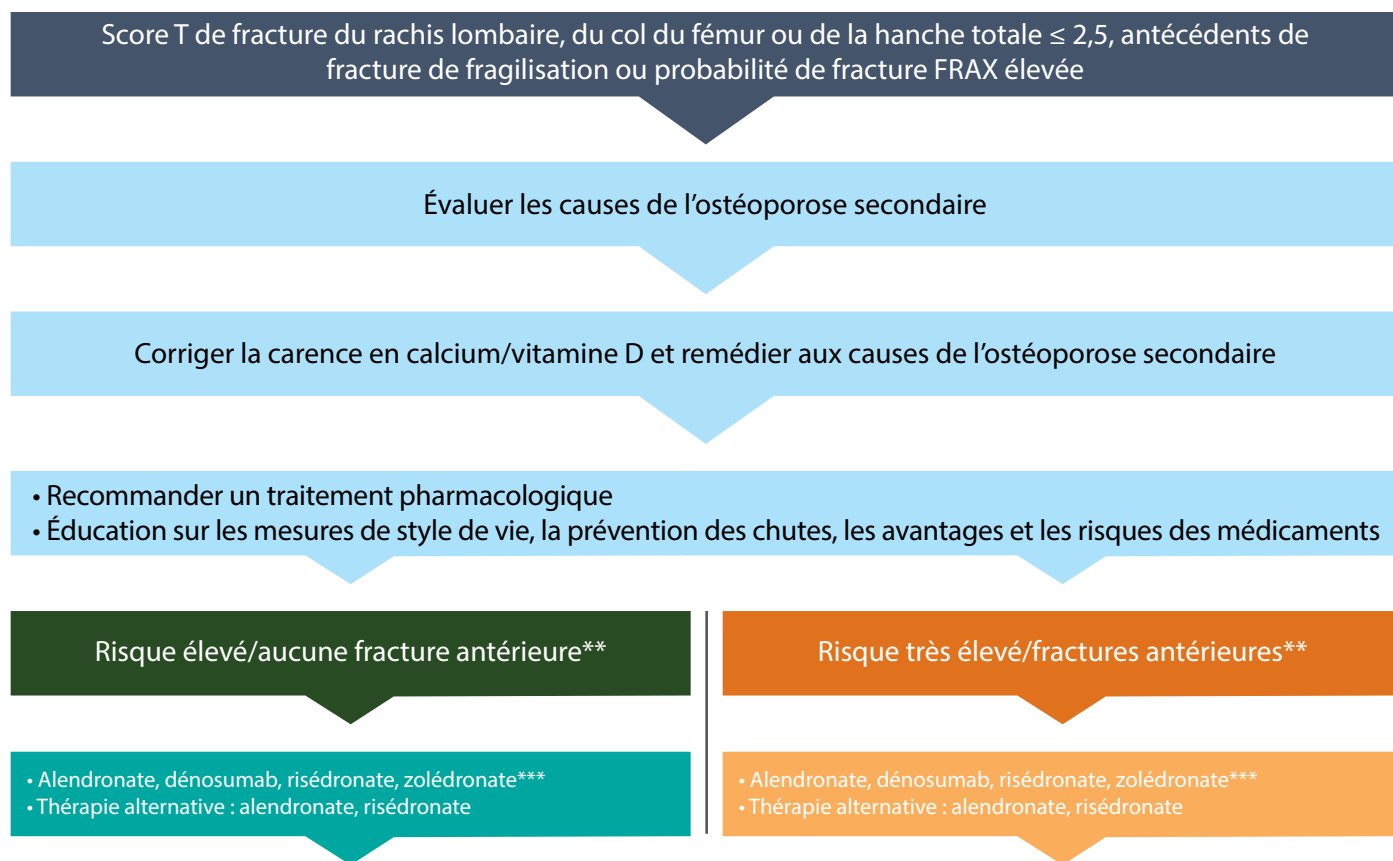 Score T de fracture du rachis lombaire, du col du fémur ou de la hanche totale ≤ 2,5, antécédents de
fracture de fragilisation ou probabilité de fracture FRAX élevée
Évaluer les causes de l’ostéoporose secondaire
Corriger la carence en calcium/vitamine D et remédier aux causes de l’ostéoporose secondaire
• Recommander un traitement pharmacologique
• Éducation sur les mesures de style de vie, la prévention des chutes, les avantages et les risques des médicaments
Risque élevé/aucune fracture antérieure**
• Alendronate, dénosumab, risédronate, zolédronate***
• Thérapie alternative : alendronate, risédronate
Risque très élevé/fractures antérieures**
• Alendronate, dénosumab, risédronate, zolédronate***
• Thérapie alternative : alendronate, risédronate